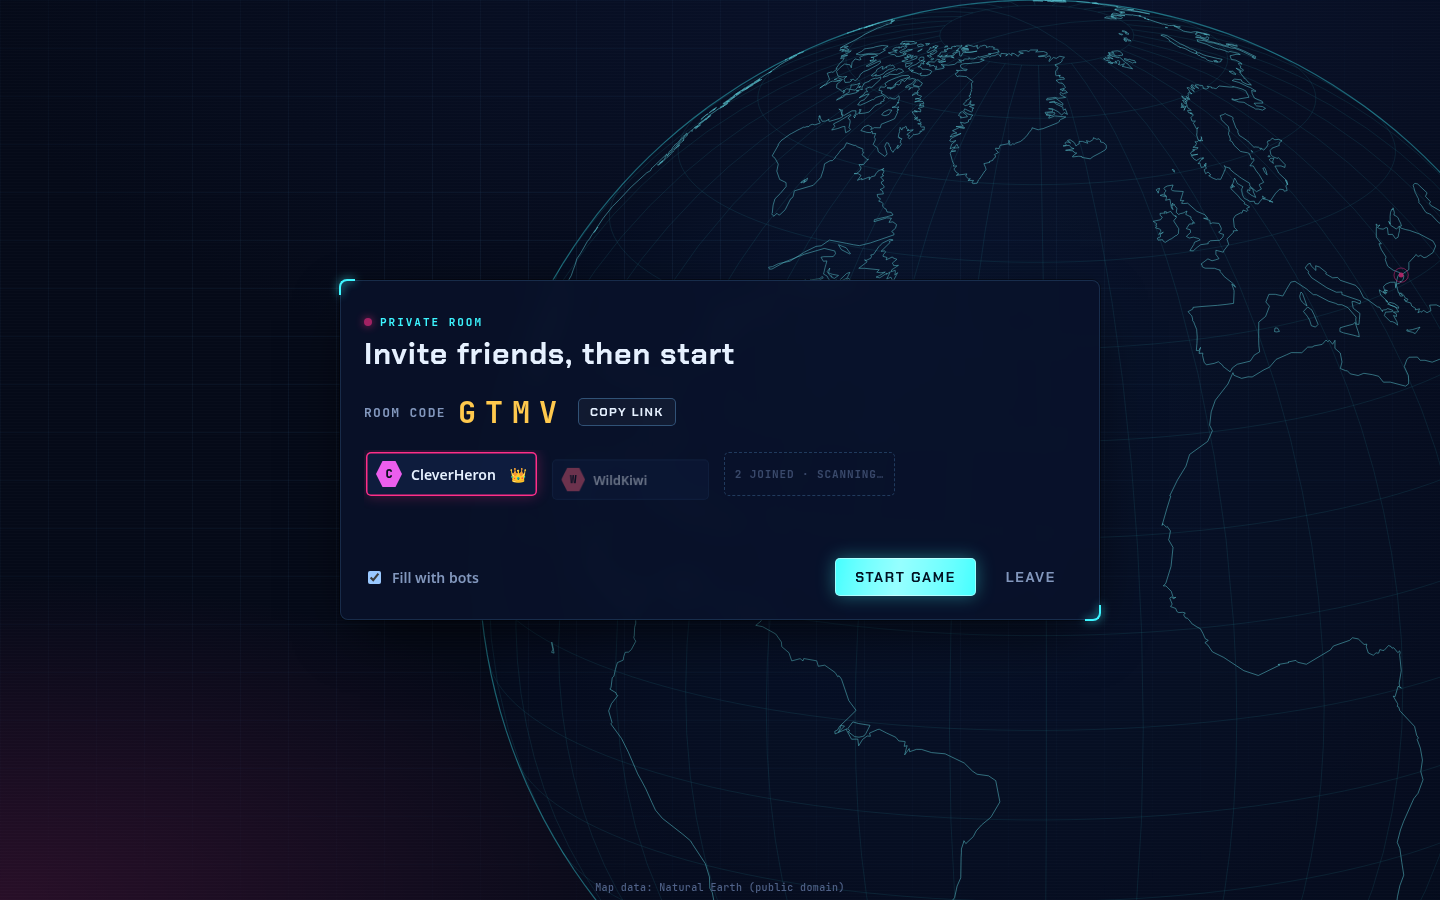 PRIVATE ROOM
Invite friends, then start
ROOM CODE GTMV COPY LINK
C CleverHeron 👑 W WildKiwi 2 JOINED · SCANNING…
Fill with bots START GAME LEAVE
Map data: Natural Earth (public domain)